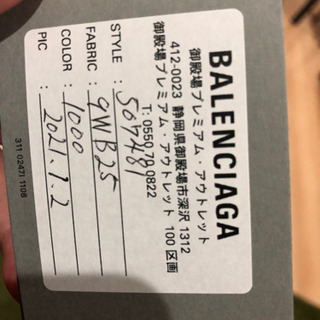 BALENCIAGA
御殿場プレミアム・アウトレット
412-0023 静岡県御殿場市深沢 1312
御殿場プレミアム・アウトレット 100 区画
T: 0550 70 0822
STYLE : 507481
FABRIC : 9WB25
COLOR : 1000
PIC : 2021.1.2
311 02471 1108